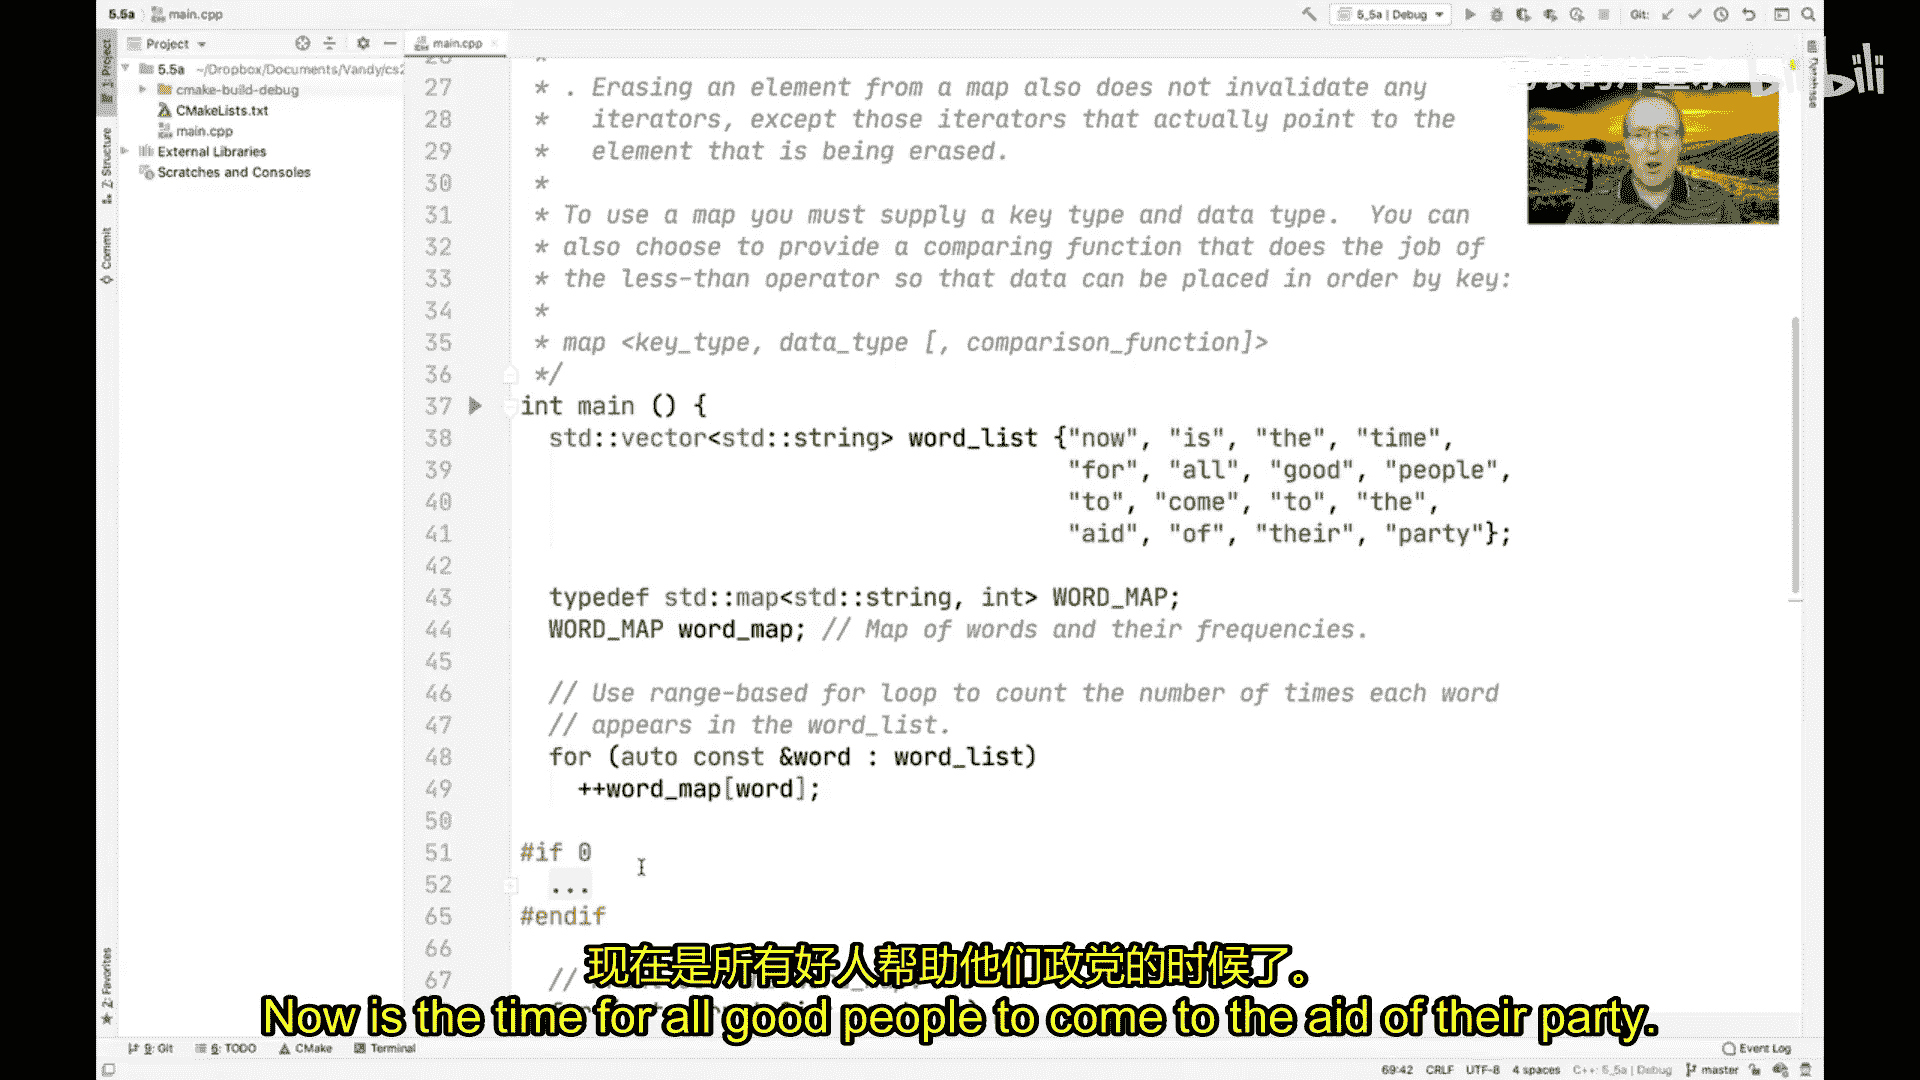 5.5a main.cpp
5_5a | Debug
Git:
Project
main.cpp
1: Project
5.5a ~/Dropbox/Documents/Vandy/cs2
cmake-build-debug
CMakeLists.txt
main.cpp
External Libraries
Scratches and Consoles
Z: Structure
Commit
2: Favorites
Database
bilibili
27 * . Erasing an element from a map also does not invalidate any
28 * iterators, except those iterators that actually point to the
29 * element that is being erased.
30 *
31 * To use a map you must supply a key type and data type. You can
32 * also choose to provide a comparing function that does the job of
33 * the less-than operator so that data can be placed in order by key:
34 *
35 * map <key_type, data_type [, comparison_function]>
36 */
37 int main () {
38 std::vector<std::string> word_list {"now", "is", "the", "time",
39 "for", "all", "good", "people",
40 "to", "come", "to", "the",
41 "aid", "of", "their", "party"};
42
43 typedef std::map<std::string, int> WORD_MAP;
44 WORD_MAP word_map; // Map of words and their frequencies.
45
46 // Use range-based for loop to count the number of times each word
47 // appears in the word_list.
48 for (auto const &word : word_list)
49 ++word_map[word];
50
51 #if 0
52 ...
65 #endif
66
67 //
现在是所有好人帮助他们政党的时候了。
Now is the time for all good people to come to the aid of their party.
9: Git 6: TODO CMake Terminal Event Log
69:42 CRLF UTF-8 4 spaces C++: 5_5a | Debug master